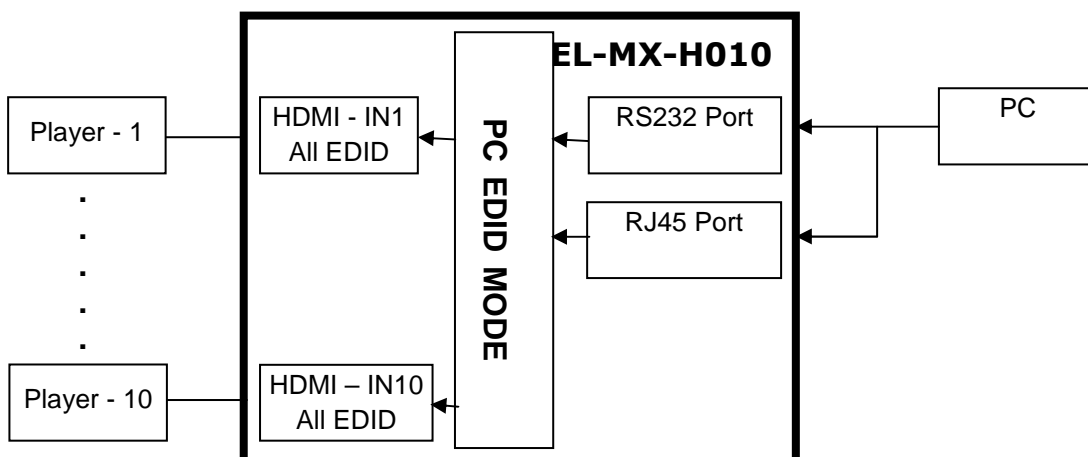 EL-MX-H010
Player - 1
HDMI - IN1
All EDID
PC EDID MODE
RS232 Port
PC
RJ45 Port
Player - 10
HDMI – IN10
All EDID